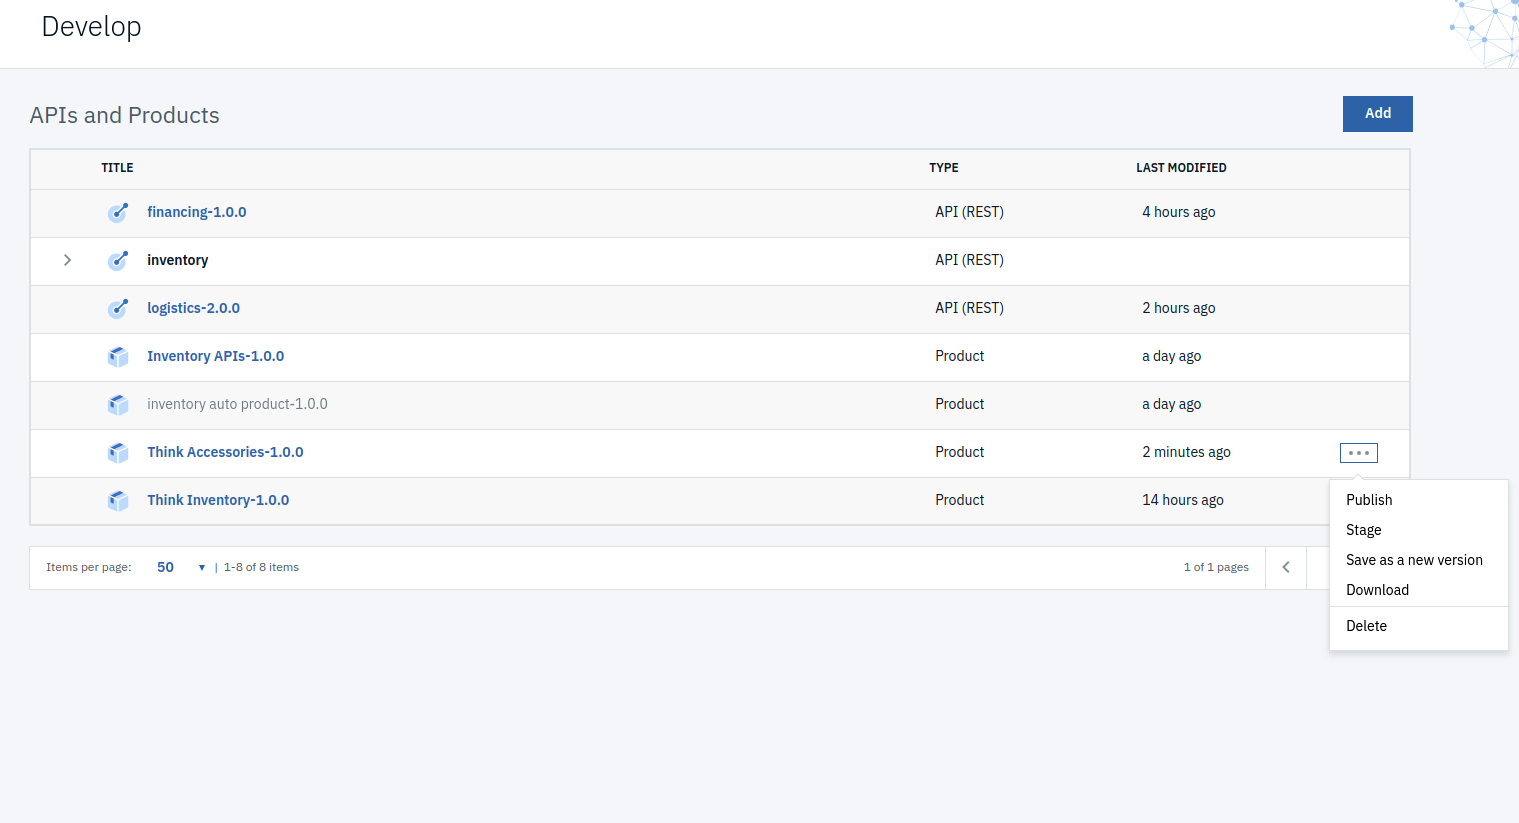 Develop
APIs and Products
Add
TITLE TYPE LAST MODIFIED
financing-1.0.0 API (REST) 4 hours ago
inventory API (REST)
logistics-2.0.0 API (REST) 2 hours ago
Inventory APIs-1.0.0 Product a day ago
inventory auto product-1.0.0 Product a day ago
Think Accessories-1.0.0 Product 2 minutes ago
Think Inventory-1.0.0 Product 14 hours ago
Publish
Stage
Save as a new version
Download
Delete
Items per page: 50 | 1-8 of 8 items 1 of 1 pages